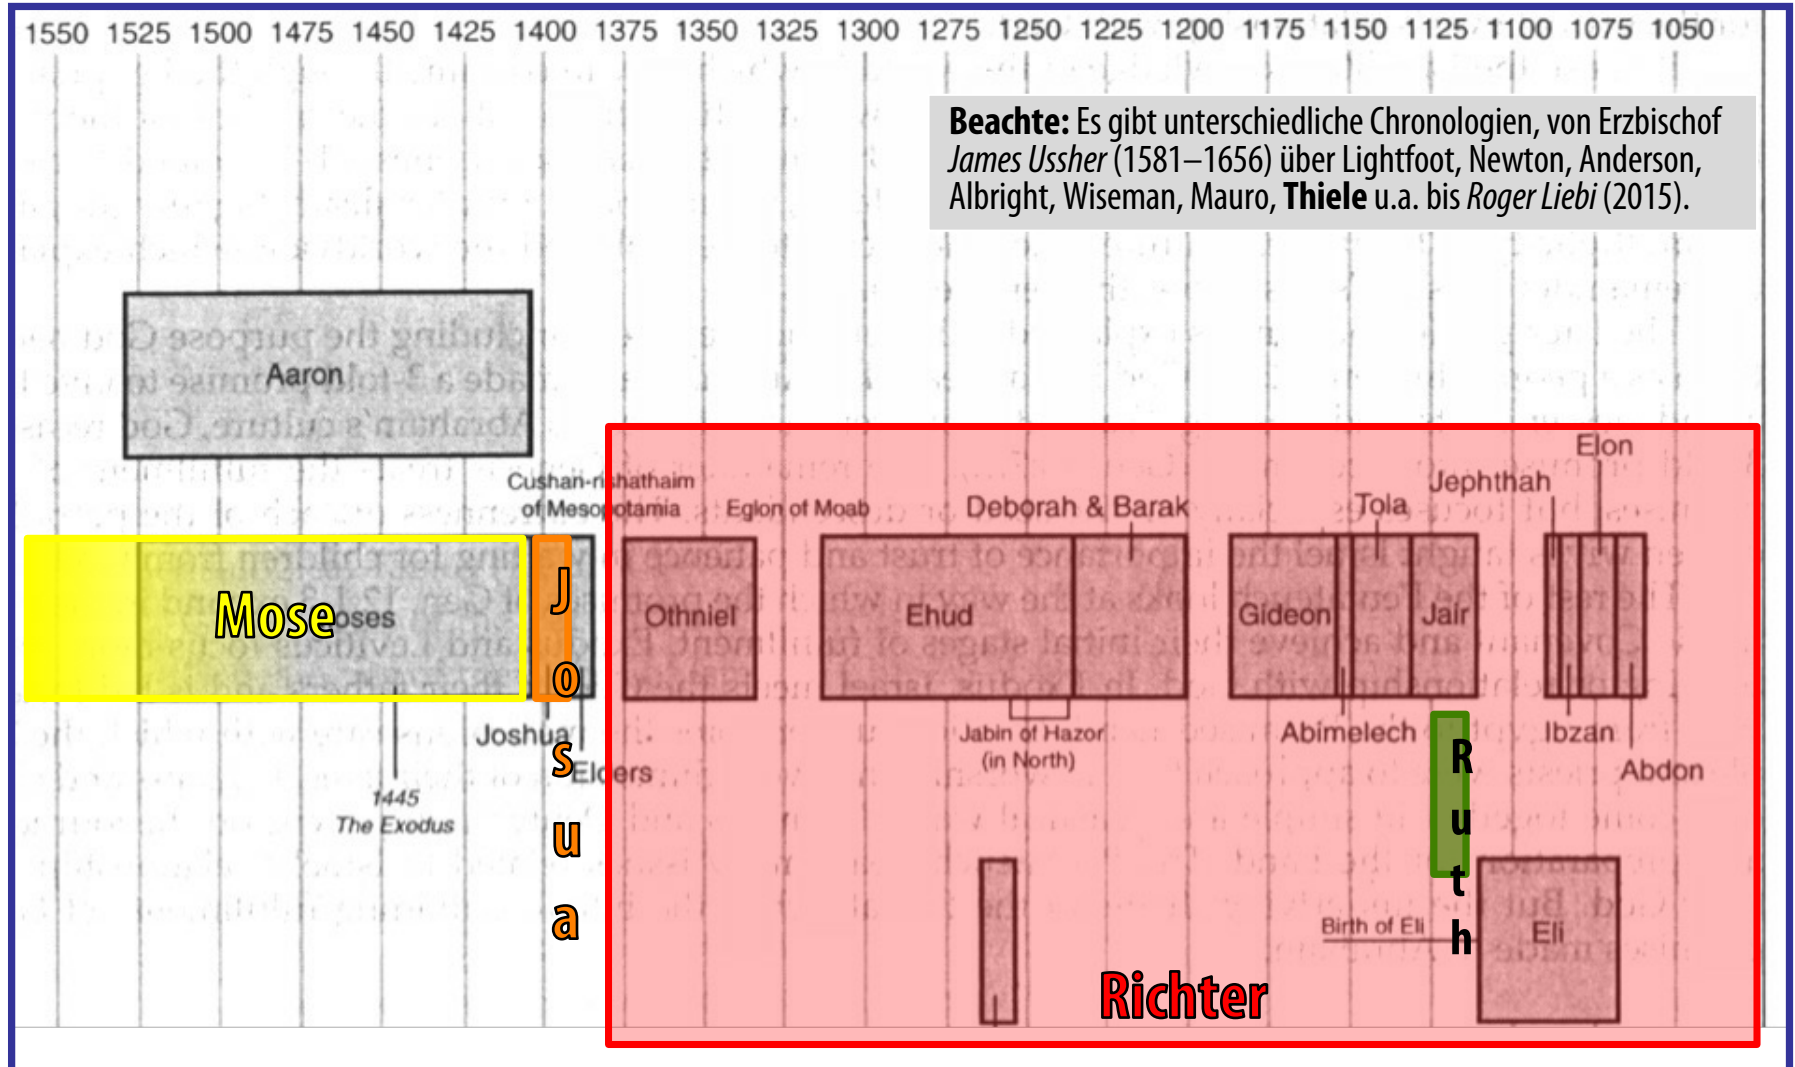 1550 1525 1500 1475 1450 1425 1400 1375 1350 1325 1300 1275 1250 1225 1200 1175 1150 1125 1100 1075 1050
Beachte: Es gibt unterschiedliche Chronologien, von Erzbischof
James Ussher (1581–1656) über Lightfoot, Newton, Anderson,
Albright, Wiseman, Mauro, Thiele u.a. bis Roger Liebi (2015).
Aaron
Cushan-rishathaim
of Mesopotamia
Eglon of Moab
Deborah & Barak
Tola
Jephthah
Elon
Mose
oses
Josua
Othniel
Ehud
Gideon
Jair
Joshua
Elders
1445
The Exodus
Jabin of Hazor
(in North)
Abimelech
Ruth
Ibzan
Abdon
Birth of Eli
Eli
Richter